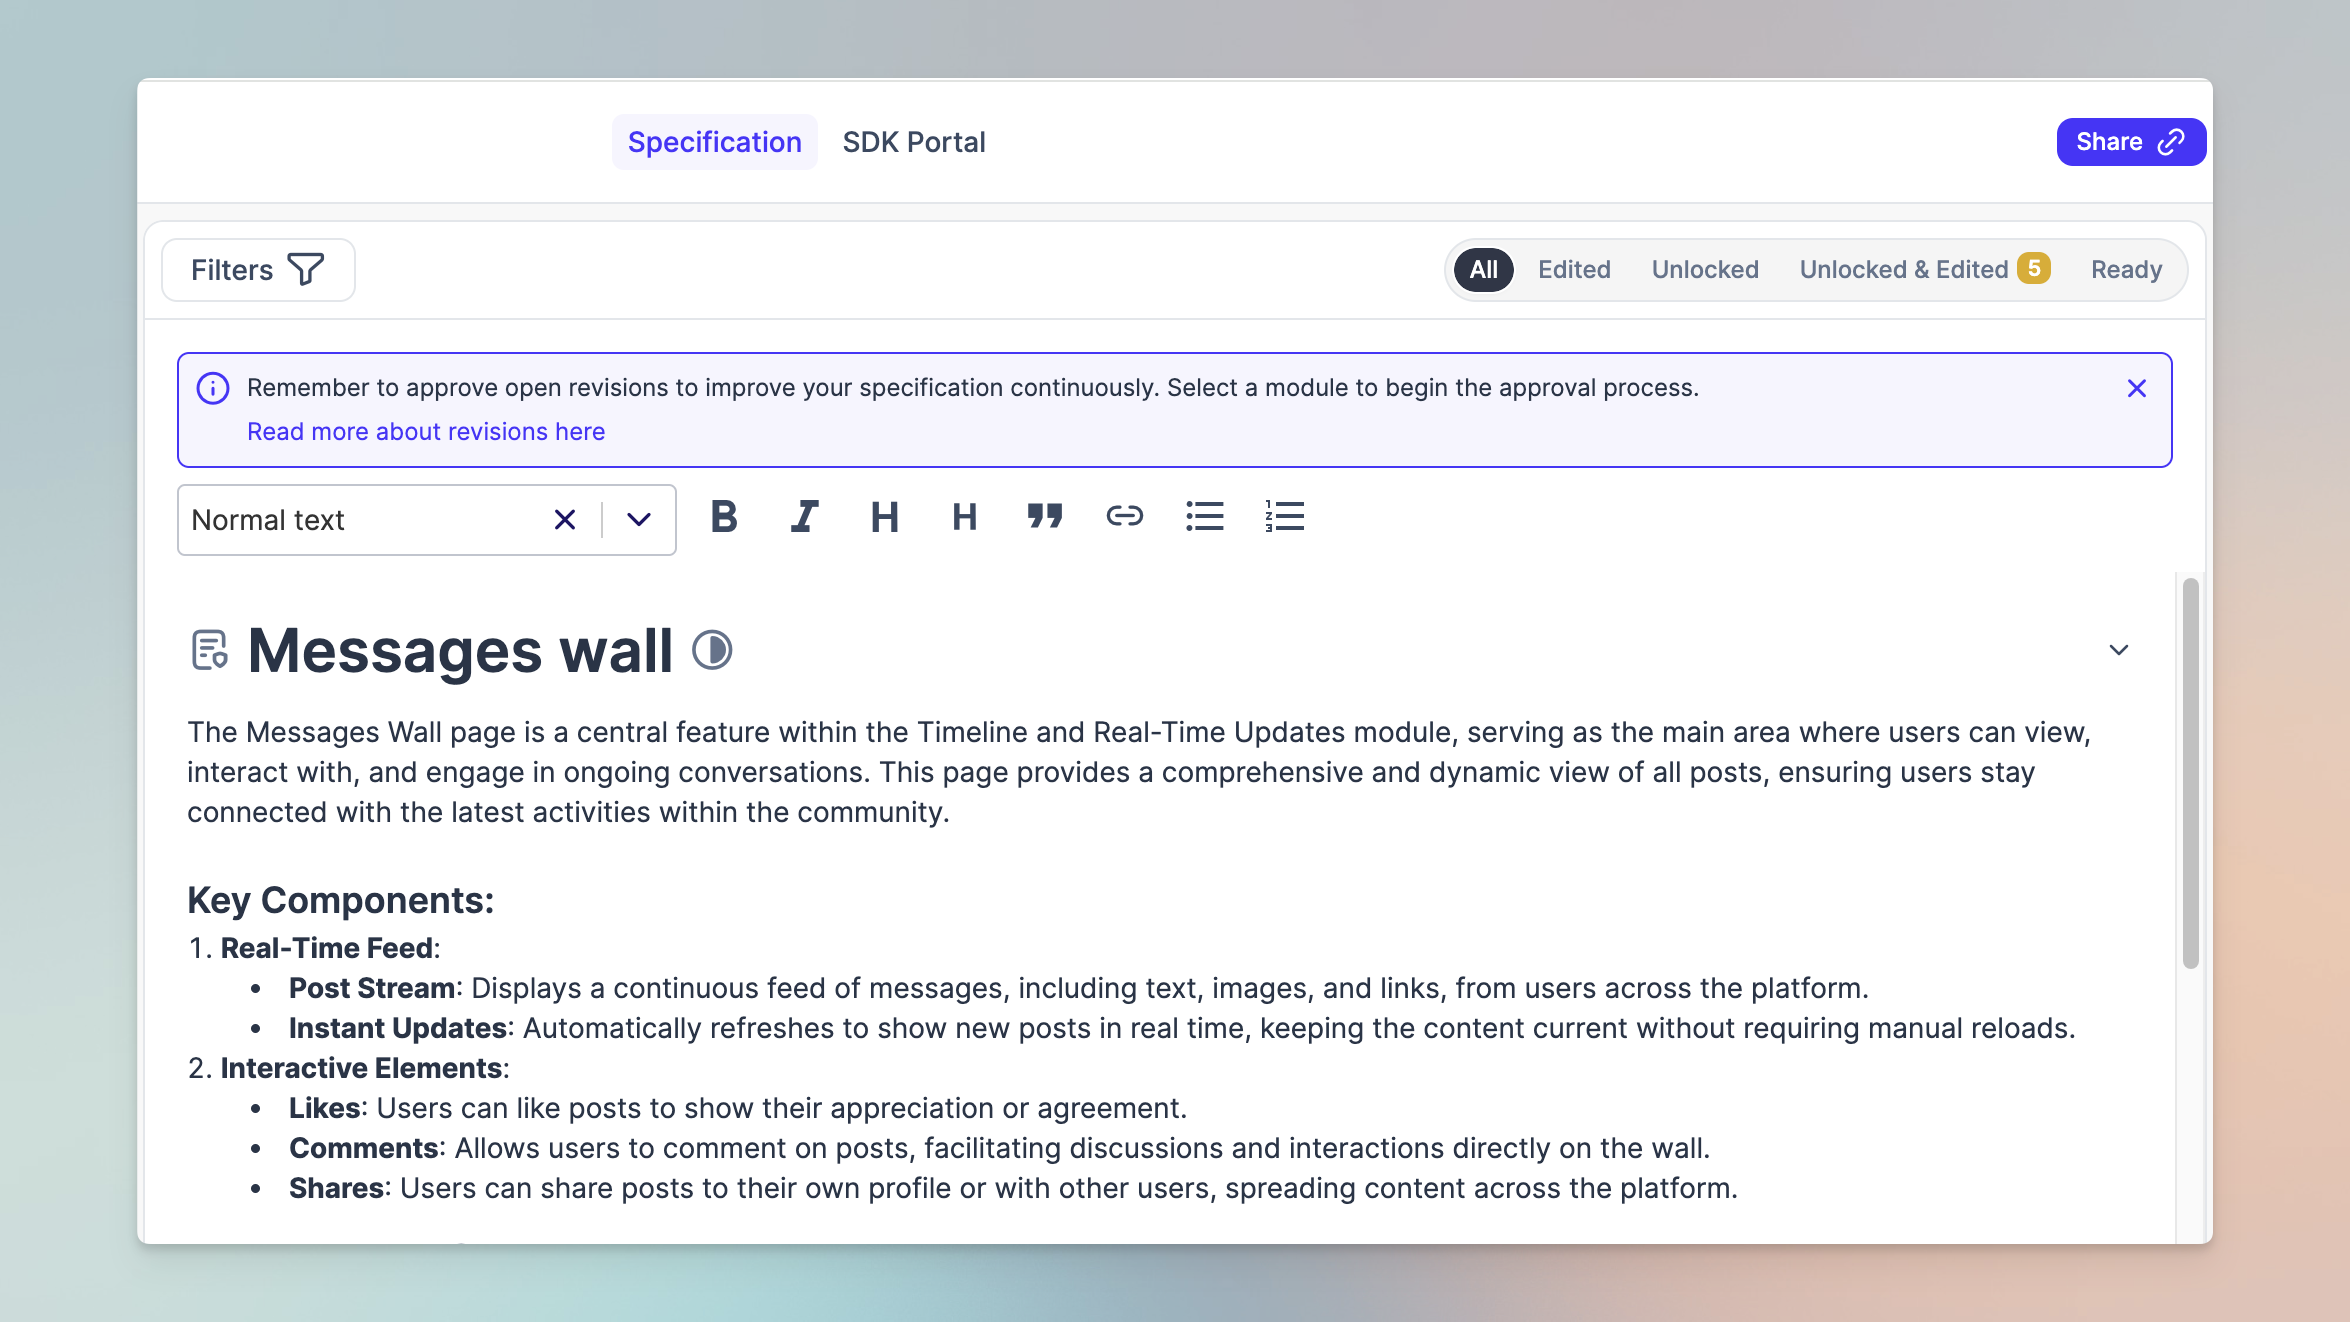 Specification SDK Portal Share
Filters All Edited Unlocked Unlocked & Edited 5 Ready
Remember to approve open revisions to improve your specification continuously. Select a module to begin the approval process.
Read more about revisions here
Normal text B I H H
Messages wall
The Messages Wall page is a central feature within the Timeline and Real-Time Updates module, serving as the main area where users can view,
interact with, and engage in ongoing conversations. This page provides a comprehensive and dynamic view of all posts, ensuring users stay
connected with the latest activities within the community.
Key Components:
1. Real-Time Feed:
• Post Stream: Displays a continuous feed of messages, including text, images, and links, from users across the platform.
• Instant Updates: Automatically refreshes to show new posts in real time, keeping the content current without requiring manual reloads.
2. Interactive Elements:
• Likes: Users can like posts to show their appreciation or agreement.
• Comments: Allows users to comment on posts, facilitating discussions and interactions directly on the wall.
• Shares: Users can share posts to their own profile or with other users, spreading content across the platform.